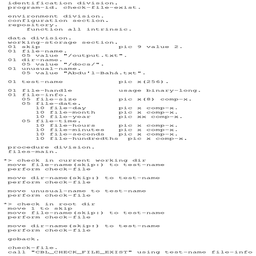 identification division.
program-id. check-file-exist.
environment division.
configuration section.
repository.
function all intrinsic.
data division.
working-storage section.
01 skip pic 9 value 2.
01 file-name.
05 value "/output.txt".
01 dir-name.
05 value "/docs/".
01 unusual-name.
05 value "Abdu'l-Bahá.txt".
01 test-name pic x(256).
01 file-handle usage binary-long.
01 file-info.
05 file-size pic x(8) comp-x.
05 file-date.
10 file-day pic x comp-x.
10 file-month pic x comp-x.
10 file-year pic xx comp-x.
05 file-time.
10 file-hours pic x comp-x.
10 file-minutes pic x comp-x.
10 file-seconds pic x comp-x.
10 file-hundredths pic x comp-x.
procedure division.
files-main.
*> check in current working dir
move file-name(skip:) to test-name
perform check-file
move dir-name(skip:) to test-name
perform check-file
move unusual-name to test-name
perform check-file
*> check in root dir
move 1 to skip
move file-name(skip:) to test-name
perform check-file
move dir-name(skip:) to test-name
perform check-file
goback.
check-file.
call "CBL_CHECK_FILE_EXIST" using test-name file-info